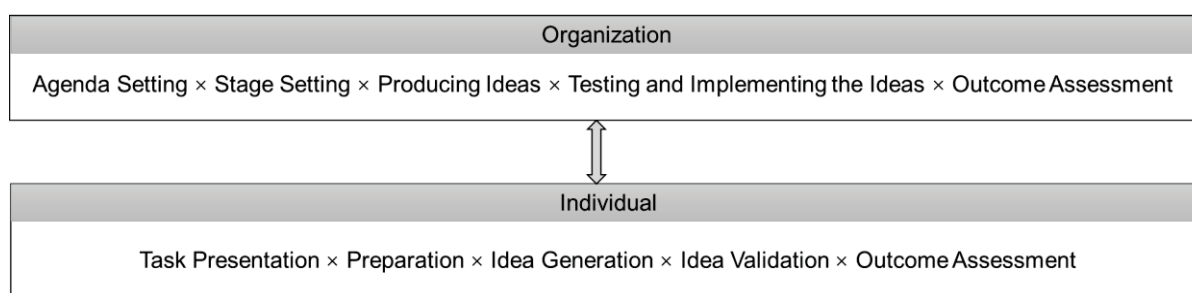 Organization
Agenda Setting × Stage Setting × Producing Ideas × Testing and Implementing the Ideas × Outcome Assessment
Individual
Task Presentation × Preparation × Idea Generation × Idea Validation × Outcome Assessment